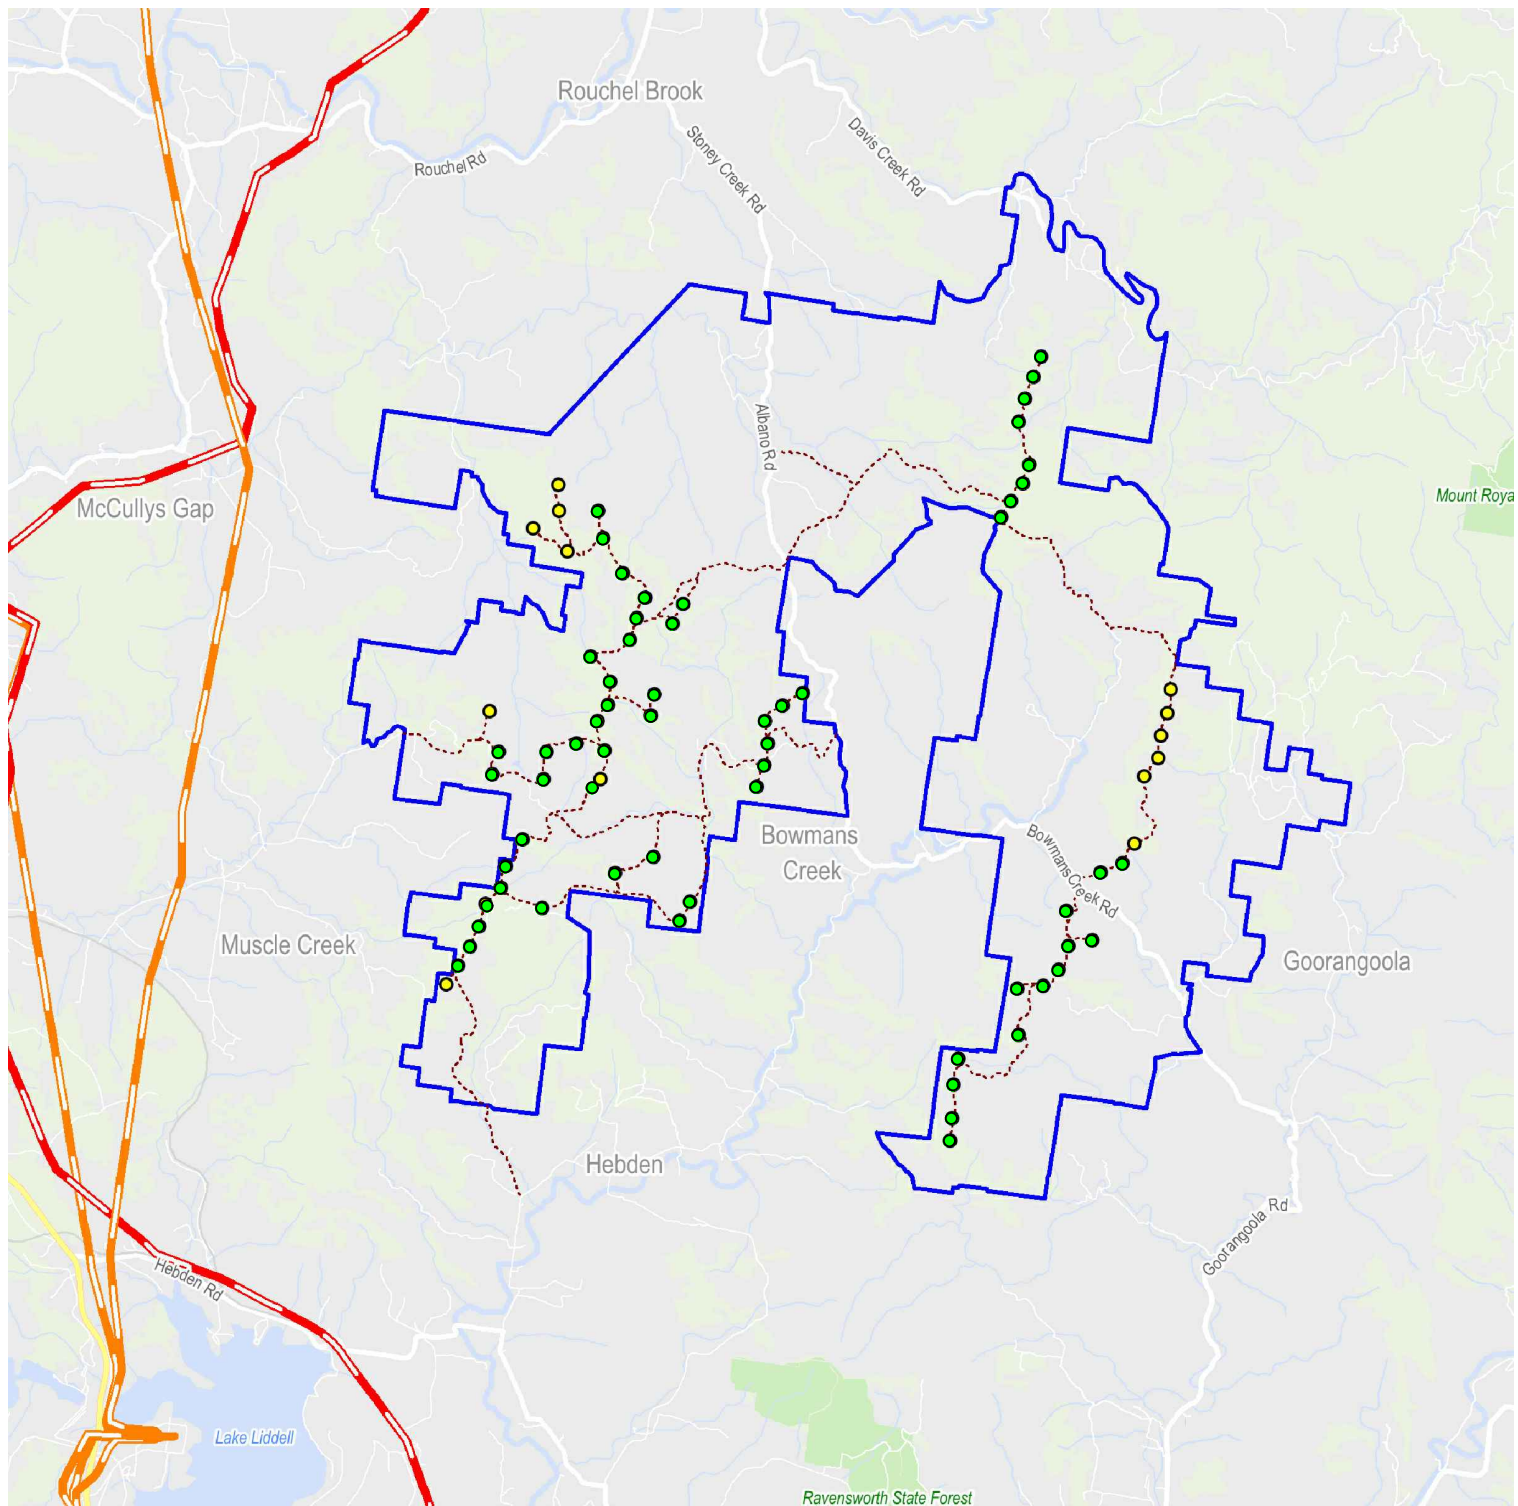 Rouchel Brook
Davis Creek Rd
Stoney Creek Rd
Rouchel Rd
Albano Rd
McCullys Gap
Mount Roya
Bowmans
Creek
Bowmans Creek Rd
Muscle Creek
Goorangoola
Hebden
Goorangoola Rd
Hebden Rd
Lake Liddell
Ravensworth State Forest